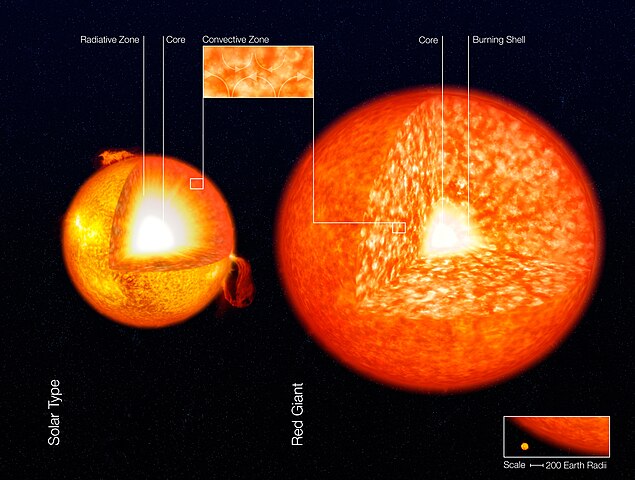 Radiative Zone
Core
Convective Zone
Core
Burning Shell
Solar Type
Red Giant
Scale
200 Earth Radii